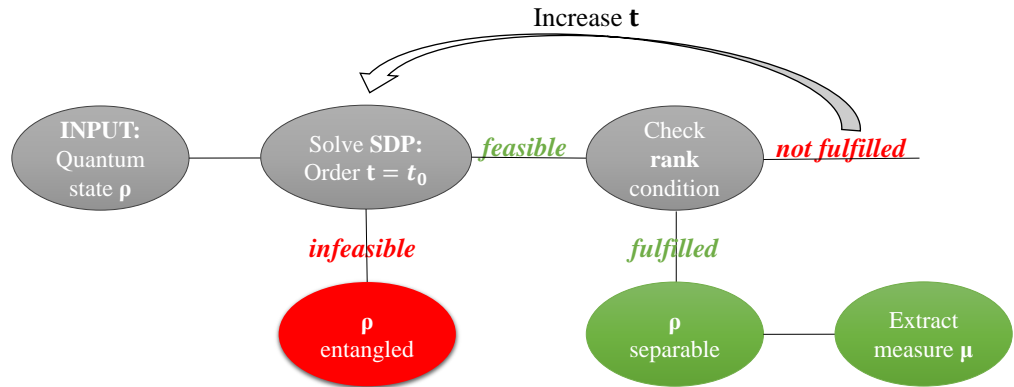 Increase t
INPUT:
Quantum
state ρ
Solve SDP:
Order t = t₀
feasible
Check
rank
condition
not fulfilled
infeasible
fulfilled
ρ
entangled
ρ
separable
Extract
measure μ